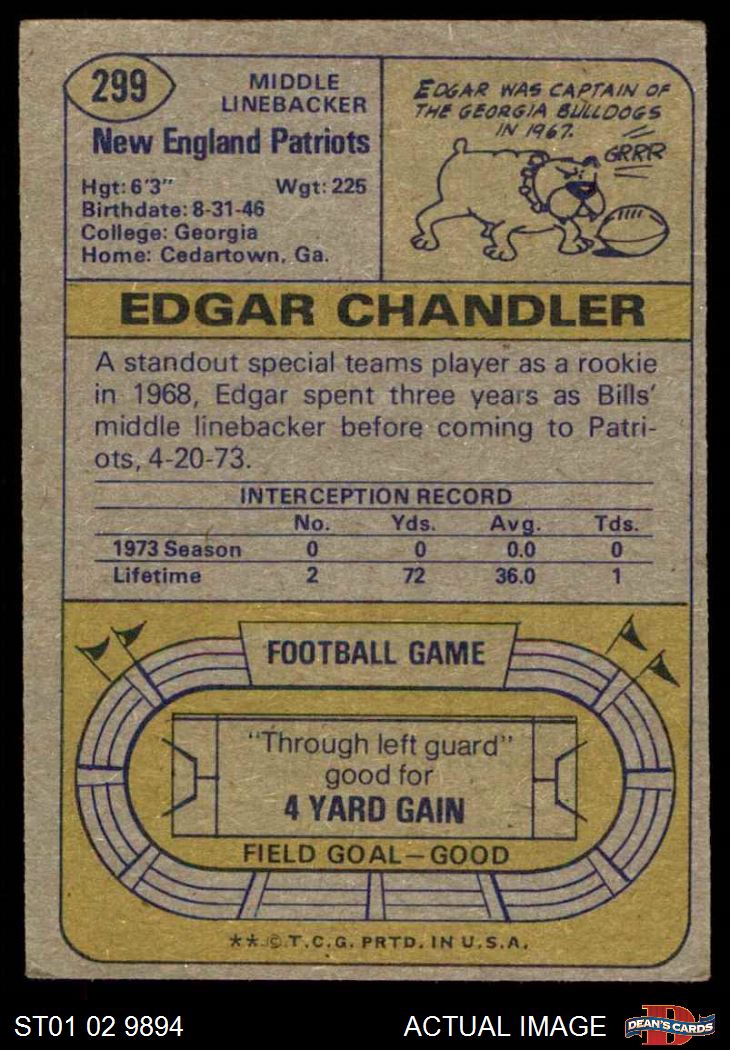 299
MIDDLE
LINEBACKER
New England Patriots
Hgt: 6'3" Wgt: 225
Birthdate: 8-31-46
College: Georgia
Home: Cedartown, Ga.
EDGAR WAS CAPTAIN OF
THE GEORGIA BULLDOGS
IN 1967.
GRRR
EDGAR CHANDLER
A standout special teams player as a rookie
in 1968, Edgar spent three years as Bills'
middle linebacker before coming to Patri-
ots, 4-20-73.
INTERCEPTION RECORD
No. Yds. Avg. Tds.
1973 Season 0 0 0.0 0
Lifetime 2 72 36.0 1
FOOTBALL GAME
"Through left guard"
good for
4 YARD GAIN
FIELD GOAL—GOOD
** © T.C.G. PRTD. IN U.S.A.
ST01 02 9894
ACTUAL IMAGE
D
DEAN'S CARDS